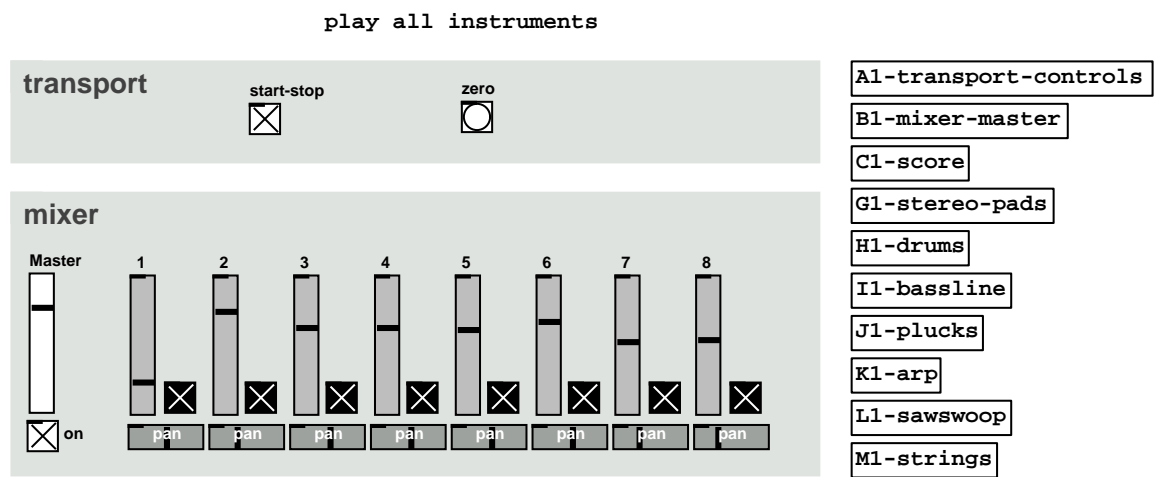 play all instruments
transport
start-stop
zero
mixer
Master
1 2 3 4 5 6 7 8
on
pan pan pan pan pan pan pan pan
A1-transport-controls
B1-mixer-master
C1-score
G1-stereo-pads
H1-drums
I1-bassline
J1-plucks
K1-arp
L1-sawswoop
M1-strings